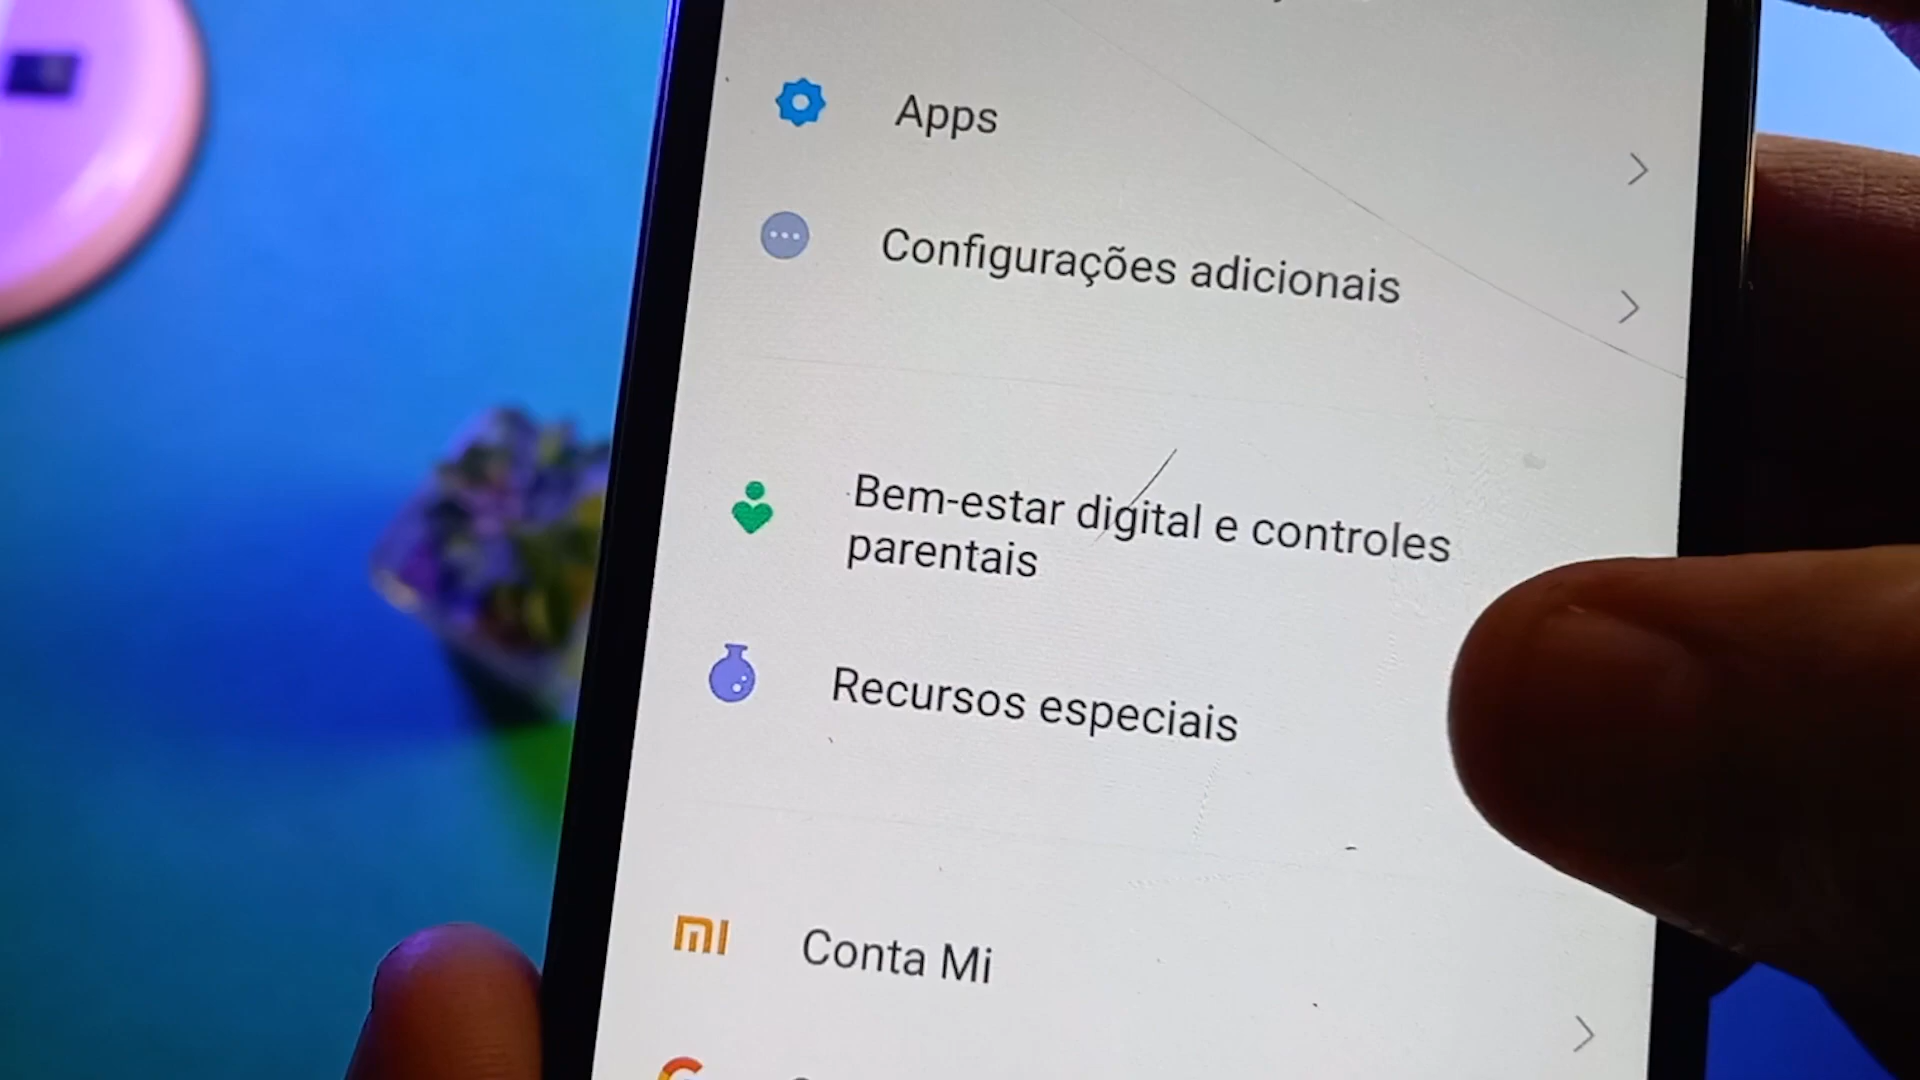 Apps
Configurações adicionais
Bem-estar digital e controles
parentais
Recursos especiais
Conta Mi